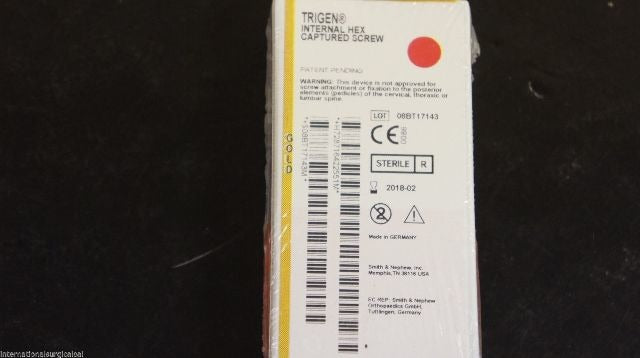 TRIGEN®
INTERNAL HEX
CAPTURED SCREW
PATENT PENDING
WARNING: This device is not approved for
screw attachment or fixation to the posterior
elements (pedicles) of the cervical, thoracic or
lumbar spine.
LOT 08BT17143
CE
STERILE R
2018-02
2
Made in GERMANY
Smith & Nephew, Inc.
Memphis, TN 38116 USA
EC REP: Smith & Nephew
Orthopaedics GmbH,
Tuttlingen, Germany
GOLD
internationalsurgicalcel